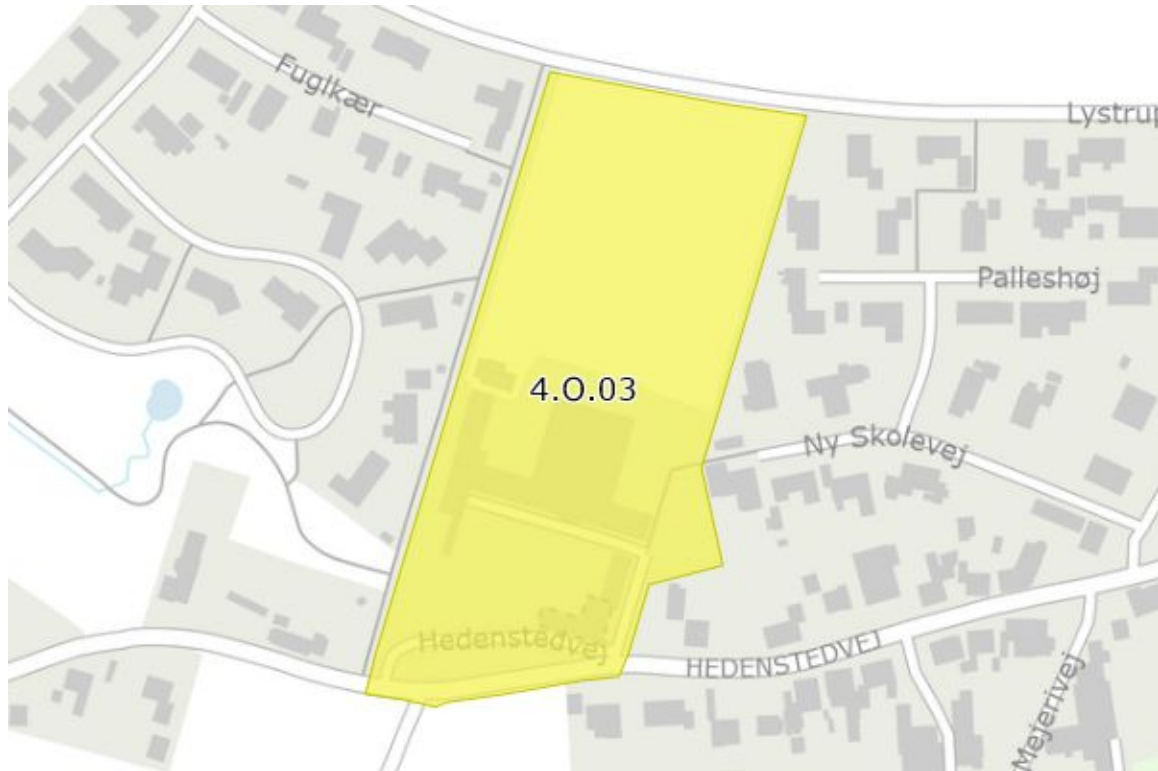 Fuglkær
Lystrup
Palleshøj
4.O.03
Ny Skolevej
Hedenstedvej
HEDENSTEDVEJ
Mejerivej